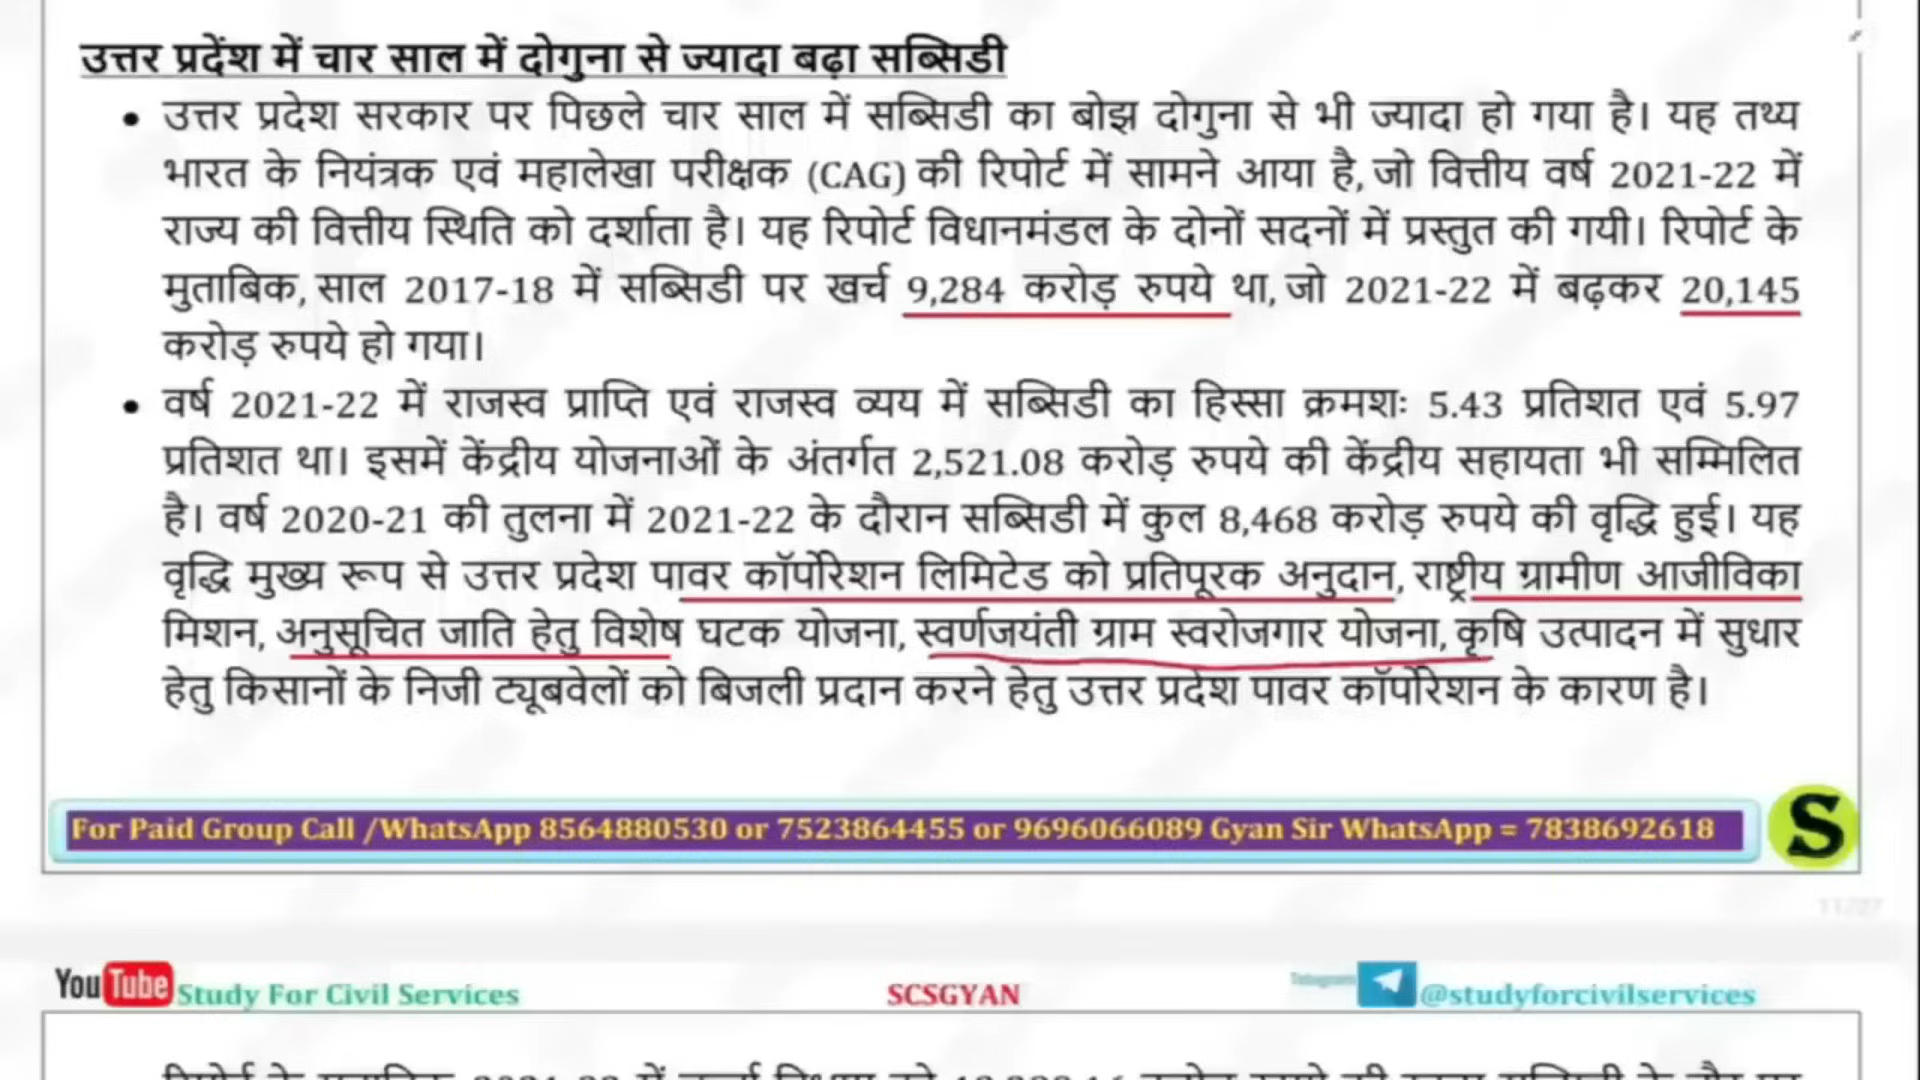 उत्तर प्रदेंश में चार साल में दोगुना से ज्यादा बढ़ा सब्सिडी
• उत्तर प्रदेश सरकार पर पिछले चार साल में सब्सिडी का बोझ दोगुना से भी ज्यादा हो गया है। यह तथ्य
भारत के नियंत्रक एवं महालेखा परीक्षक (CAG) की रिपोर्ट में सामने आया है, जो वित्तीय वर्ष 2021-22 में
राज्य की वित्तीय स्थिति को दर्शाता है। यह रिपोर्ट विधानमंडल के दोनों सदनों में प्रस्तुत की गयी। रिपोर्ट के
मुताबिक, साल 2017-18 में सब्सिडी पर खर्च 9,284 करोड़ रुपये था, जो 2021-22 में बढ़कर 20,145
करोड़ रुपये हो गया।
• वर्ष 2021-22 में राजस्व प्राप्ति एवं राजस्व व्यय में सब्सिडी का हिस्सा क्रमशः 5.43 प्रतिशत एवं 5.97
प्रतिशत था। इसमें केंद्रीय योजनाओं के अंतर्गत 2,521.08 करोड़ रुपये की केंद्रीय सहायता भी सम्मिलित
है। वर्ष 2020-21 की तुलना में 2021-22 के दौरान सब्सिडी में कुल 8,468 करोड़ रुपये की वृद्धि हुई। यह
वृद्धि मुख्य रूप से उत्तर प्रदेश पावर कॉर्पोरेशन लिमिटेड को प्रतिपूरक अनुदान, राष्ट्रीय ग्रामीण आजीविका
मिशन, अनुसूचित जाति हेतु विशेष घटक योजना, स्वर्णजयंती ग्राम स्वरोजगार योजना, कृषि उत्पादन में सुधार
हेतु किसानों के निजी ट्यूबवेलों को बिजली प्रदान करने हेतु उत्तर प्रदेश पावर कॉर्पोरेशन के कारण है।
For Paid Group Call /WhatsApp 8564880530 or 7523864455 or 9696066089 Gyan Sir WhatsApp = 7838692618
S
YouTube Study For Civil Services
SCSGYAN
Telegram @studyforcivilservices